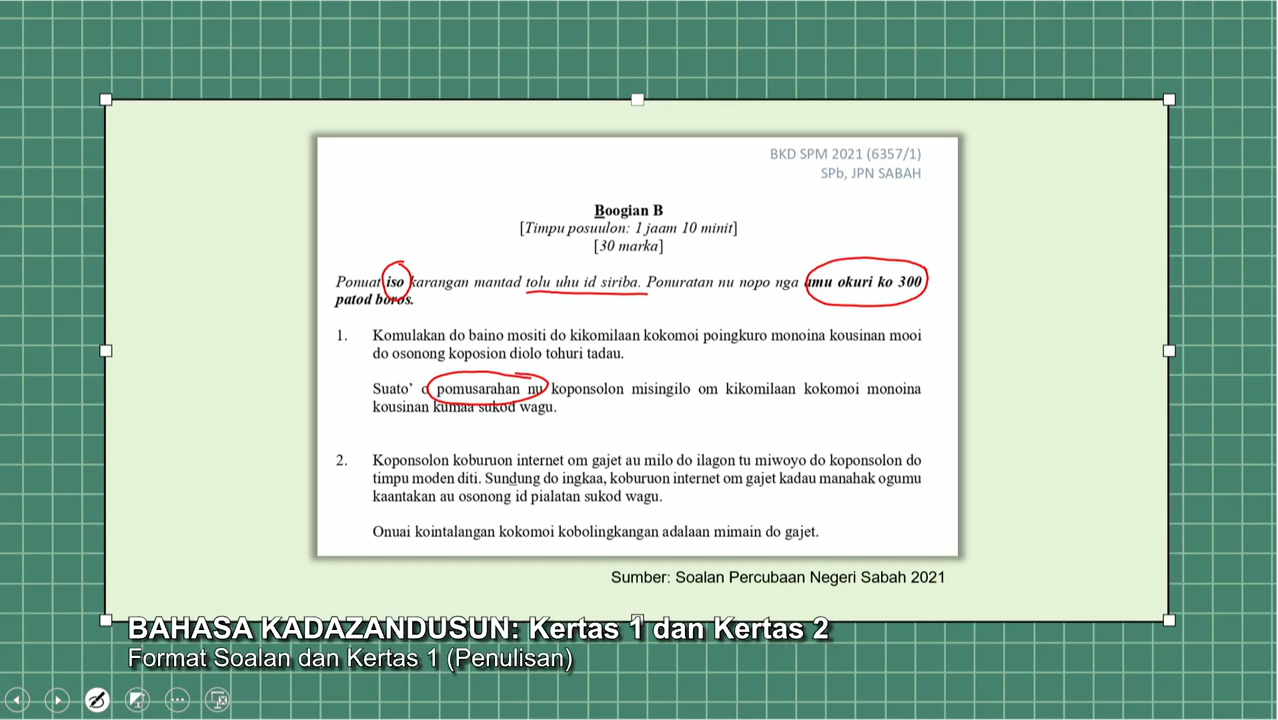 BKD SPM 2021 (6357/1)
SPb, JPN SABAH
Boogian B
[Timpu posuulon: 1 jaam 10 minit]
[30 marka]
Ponuat iso karangan mantad tolu uhu id siriba. Ponuratan nu nopo nga amu okuri ko 300
patod boros.
1. Komulakan do baino mositi do kikomilaan kokomoi poingkuro monoina kousinan mooi
do osonong koposion diolo tohuri tadau.
Suato' o pomusarahan nu koponsolon misingilo om kikomilaan kokomoi monoina
kousinan kumaa sukod wagu.
2. Koponsolon koburuon internet om gajet au milo do ilagon tu miwoyo do koponsolon do
timpu moden diti. Sundung do ingkaa, koburuon internet om gajet kadau manahak ogumu
kaantakan au osonong id pialatan sukod wagu.
Onuai kointalangan kokomoi kobolingkangan adalaan mimain do gajet.
Sumber: Soalan Percubaan Negeri Sabah 2021
BAHASA KADAZANDUSUN: Kertas 1 dan Kertas 2
Format Soalan dan Kertas 1 (Penulisan)